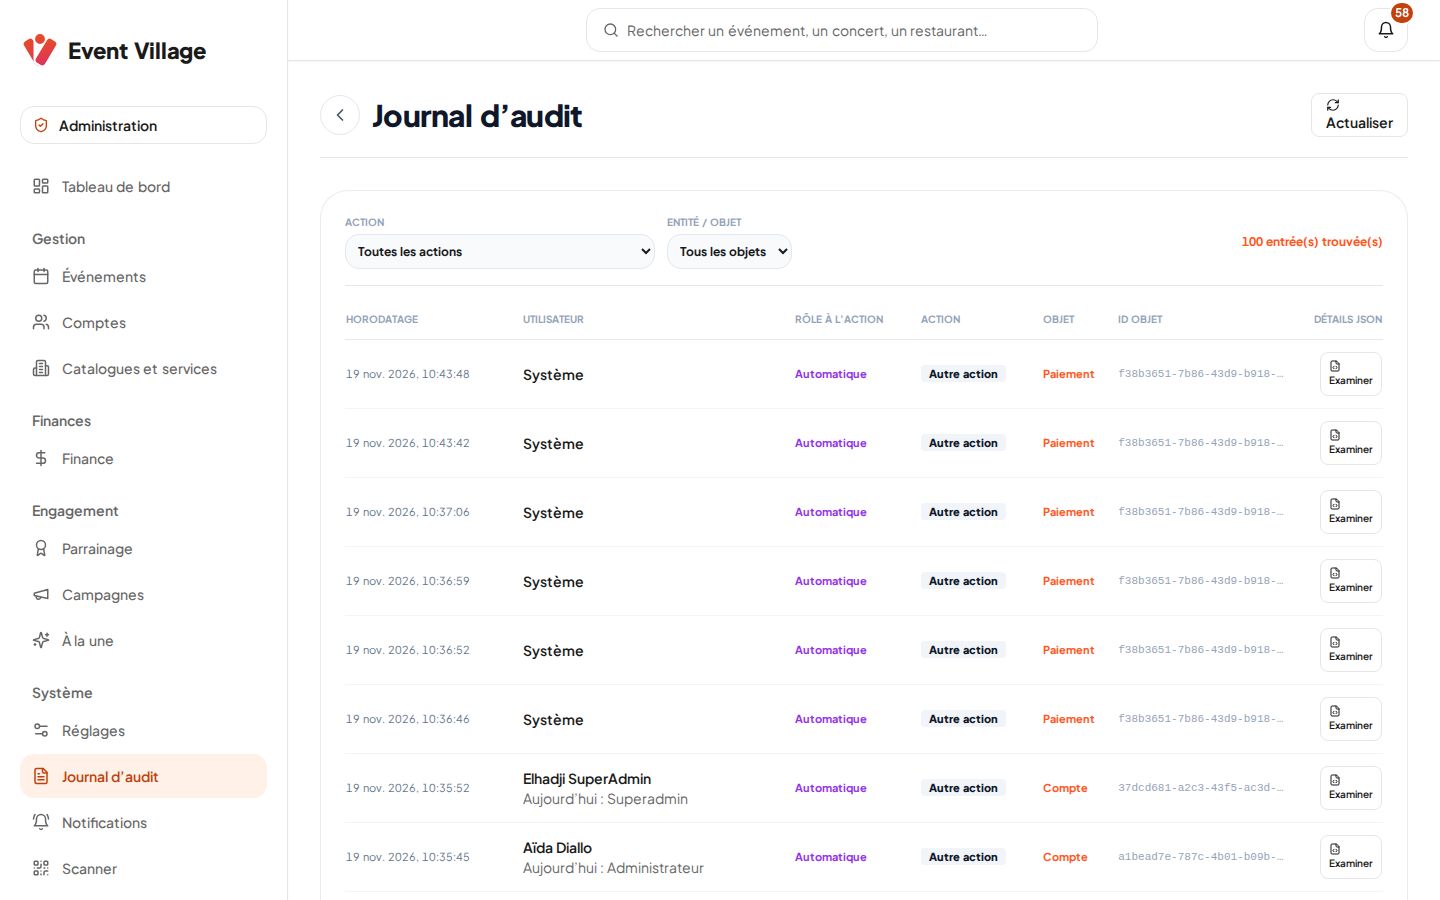 Event Village
Rechercher un événement, un concert, un restaurant...
58
Administration
Tableau de bord
Gestion
Événements
Comptes
Catalogues et services
Finances
Finance
Engagement
Parrainage
Campagnes
À la une
Système
Réglages
Journal d'audit
Notifications
Scanner
Journal d'audit
Actualiser
ACTION
ENTITÉ / OBJET
Toutes les actions
Tous les objets
100 entrée(s) trouvée(s)
HORODATAGE UTILISATEUR RÔLE À L'ACTION ACTION OBJET ID OBJET DÉTAILS JSON
19 nov. 2026, 10:43:48 Système Automatique Autre action Paiement f38b3651-7b86-43d9-b918-... Examiner
19 nov. 2026, 10:43:42 Système Automatique Autre action Paiement f38b3651-7b86-43d9-b918-... Examiner
19 nov. 2026, 10:37:06 Système Automatique Autre action Paiement f38b3651-7b86-43d9-b918-... Examiner
19 nov. 2026, 10:36:59 Système Automatique Autre action Paiement f38b3651-7b86-43d9-b918-... Examiner
19 nov. 2026, 10:36:52 Système Automatique Autre action Paiement f38b3651-7b86-43d9-b918-... Examiner
19 nov. 2026, 10:36:46 Système Automatique Autre action Paiement f38b3651-7b86-43d9-b918-... Examiner
Elhadji SuperAdmin
19 nov. 2026, 10:35:52 Aujourd'hui : Superadmin Automatique Autre action Compte 37dcd681-a2c3-43f5-ac3d-... Examiner
Aïda Diallo
19 nov. 2026, 10:35:45 Aujourd'hui : Administrateur Automatique Autre action Compte a1bead7e-787c-4b01-b09b-... Examiner